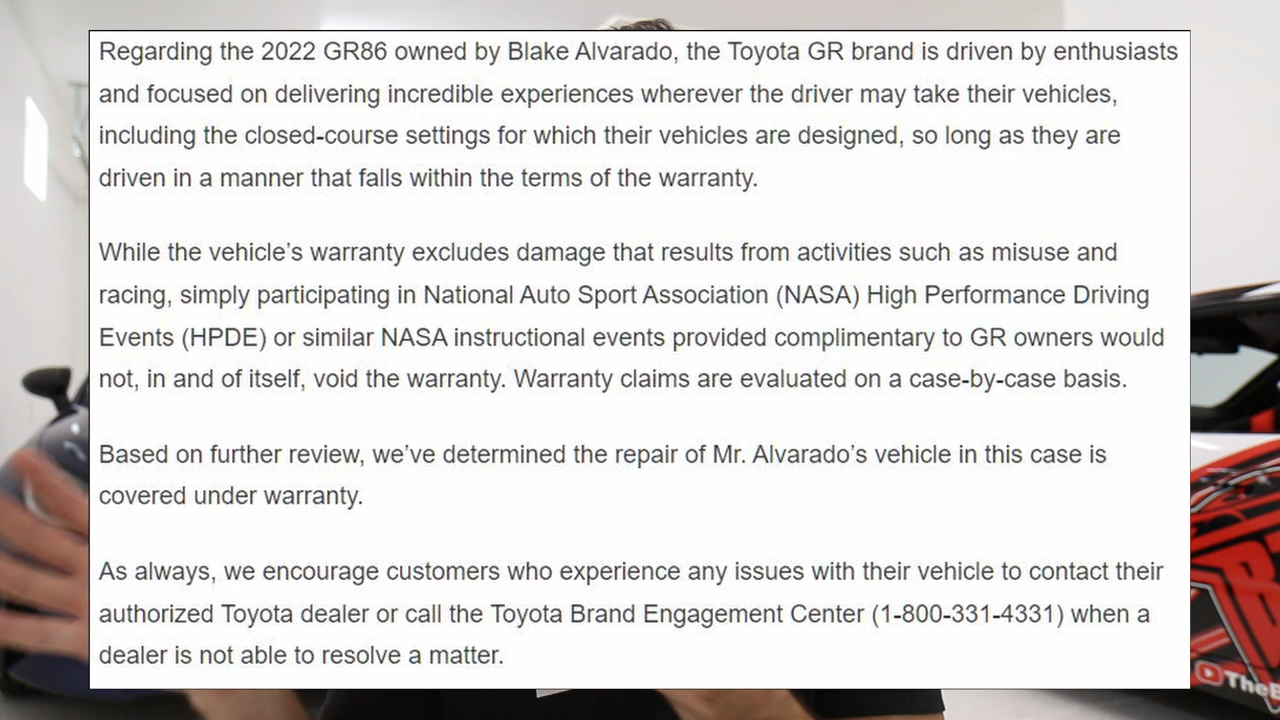 Regarding the 2022 GR86 owned by Blake Alvarado, the Toyota GR brand is driven by enthusiasts
and focused on delivering incredible experiences wherever the driver may take their vehicles,
including the closed-course settings for which their vehicles are designed, so long as they are
driven in a manner that falls within the terms of the warranty.
While the vehicle’s warranty excludes damage that results from activities such as misuse and
racing, simply participating in National Auto Sport Association (NASA) High Performance Driving
Events (HPDE) or similar NASA instructional events provided complimentary to GR owners would
not, in and of itself, void the warranty. Warranty claims are evaluated on a case-by-case basis.
Based on further review, we’ve determined the repair of Mr. Alvarado’s vehicle in this case is
covered under warranty.
As always, we encourage customers who experience any issues with their vehicle to contact their
authorized Toyota dealer or call the Toyota Brand Engagement Center (1-800-331-4331) when a
dealer is not able to resolve a matter.